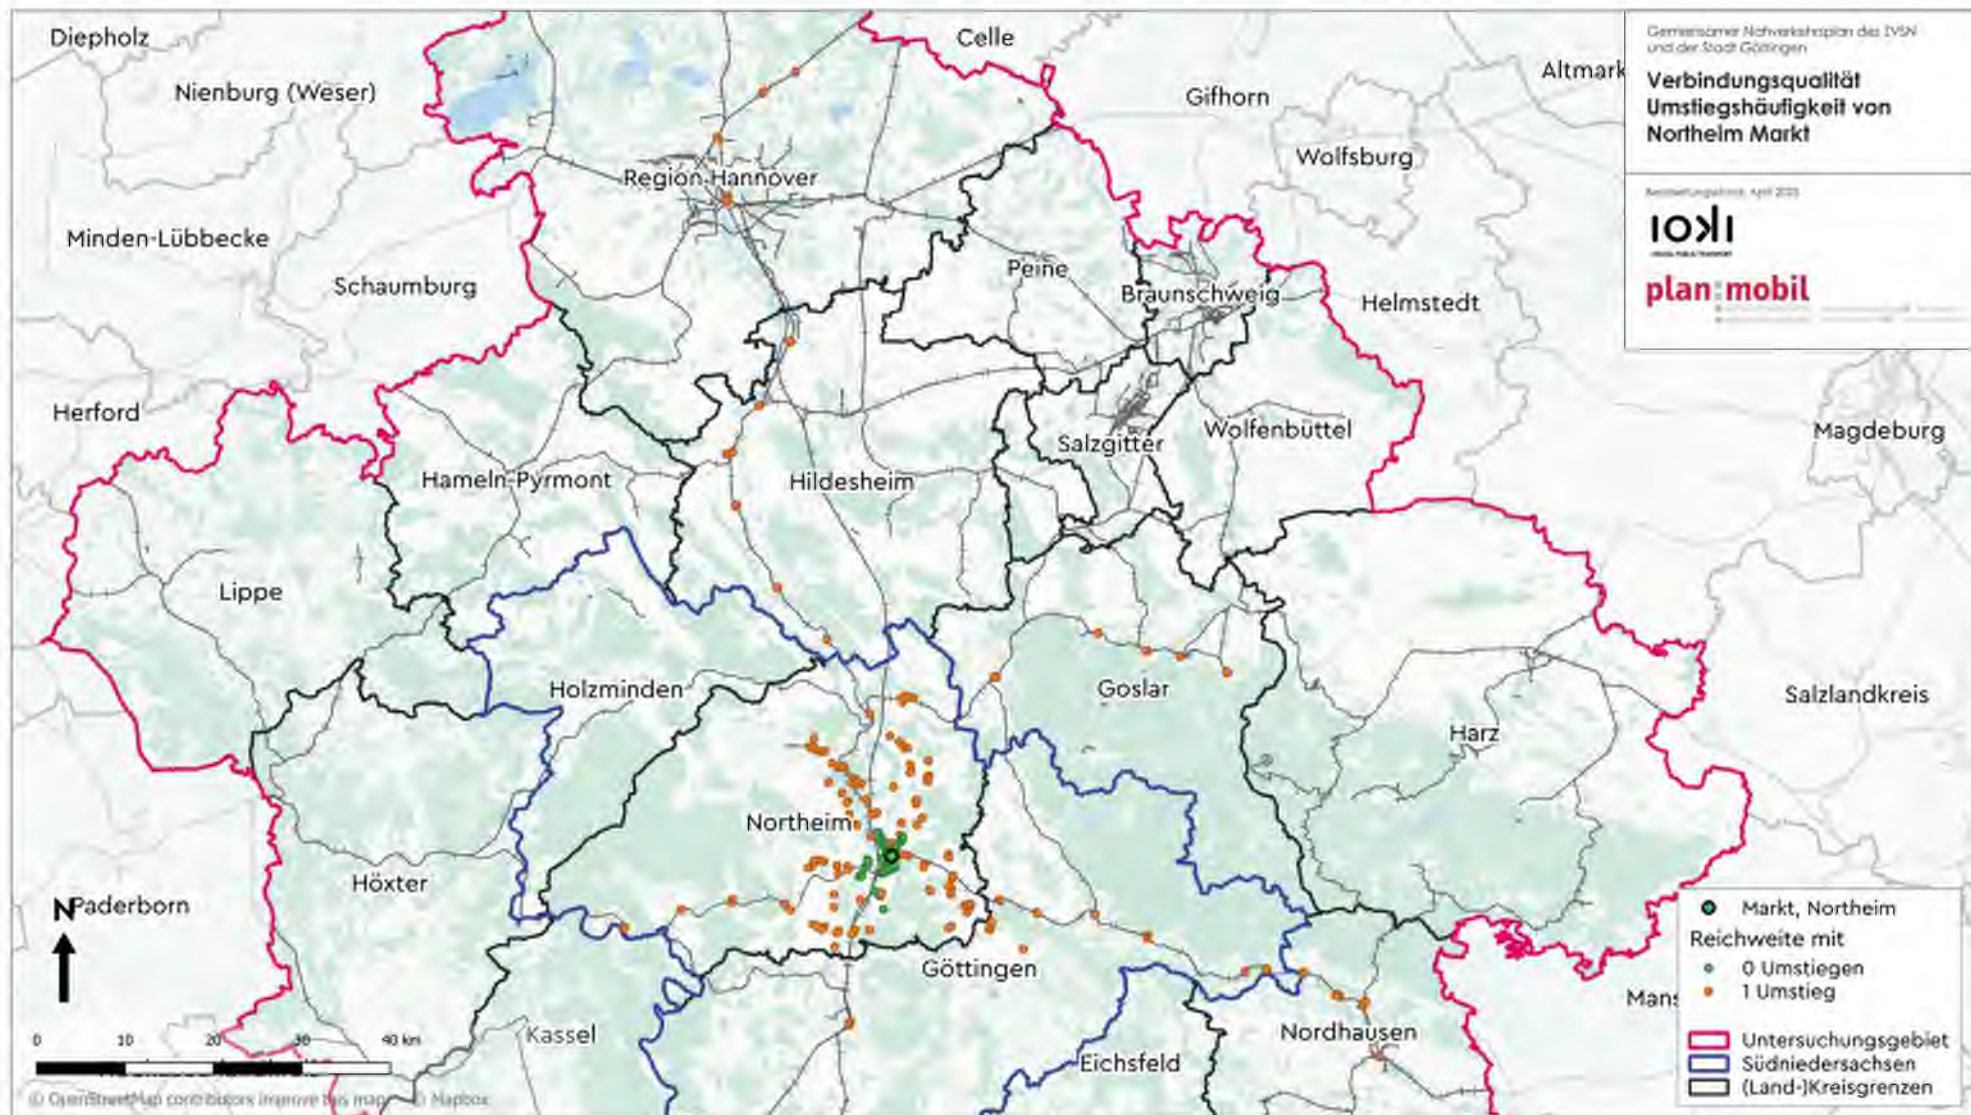 Diepholz
Celle
Nienburg (Weser)
Gifhorn
Altmark
Gemeinsamer Nahverkehrsplan des ZVSN
und der Stadt Göttingen
Verbindungsqualität
Umstiegshäufigkeit von
Northeim Markt
Bearbeitungsstand: April 2025
IOKI
plan:mobil
Wolfsburg
Region Hannover
Minden-Lübbecke
Schaumburg
Peine
Braunschweig
Helmstedt
Herford
Hameln-Pyrmont
Hildesheim
Salzgitter
Wolfenbüttel
Magdeburg
Lippe
Holzminden
Goslar
Harz
Salzlandkreis
Northeim
Höxter
Paderborn
Göttingen
Kassel
Eichsfeld
Nordhausen
Mans
N
0 10 20 30 40 km
© OpenStreetMap contributors improve this map © Mapbox
Markt, Northeim
Reichweite mit
0 Umstiegen
1 Umstieg
Untersuchungsgebiet
Südniedersachsen
(Land-)Kreisgrenzen